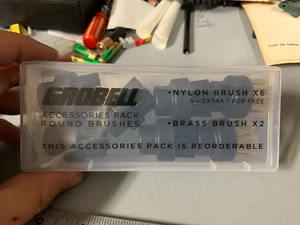 GROBELL
ACCESSORIES PACK
ROUND BRUSHES
•NYLON BRUSH X6
5 + EXTRA 1 FOR FREE
•BRASS BRUSH X2
THIS ACCESSORIES PACK IS REORDERABLE